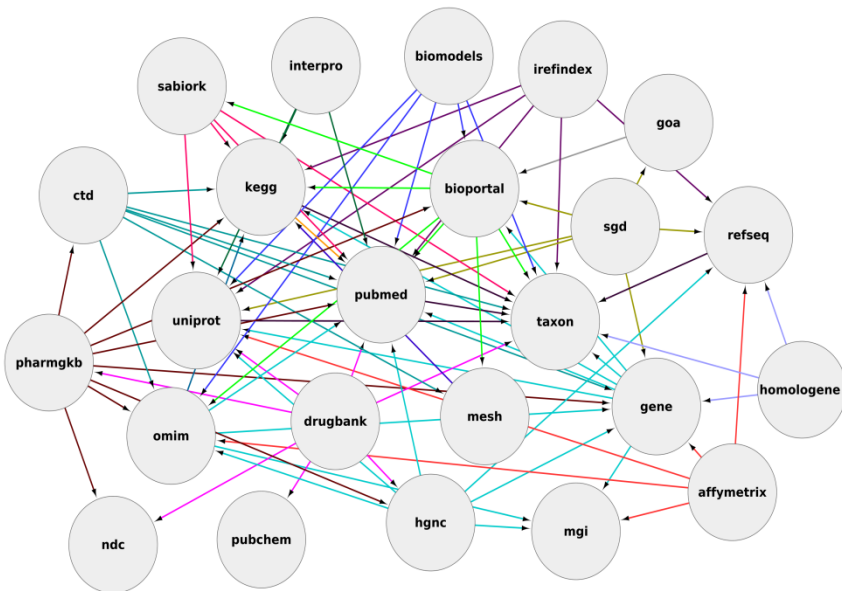 biomodels
interpro
irefindex
sabiork
goa
kegg
bioportal
ctd
sgd
refseq
pubmed
uniprot
taxon
pharmgkb
homologene
gene
mesh
drugbank
omim
affymetrix
hgnc
mgi
pubchem
ndc